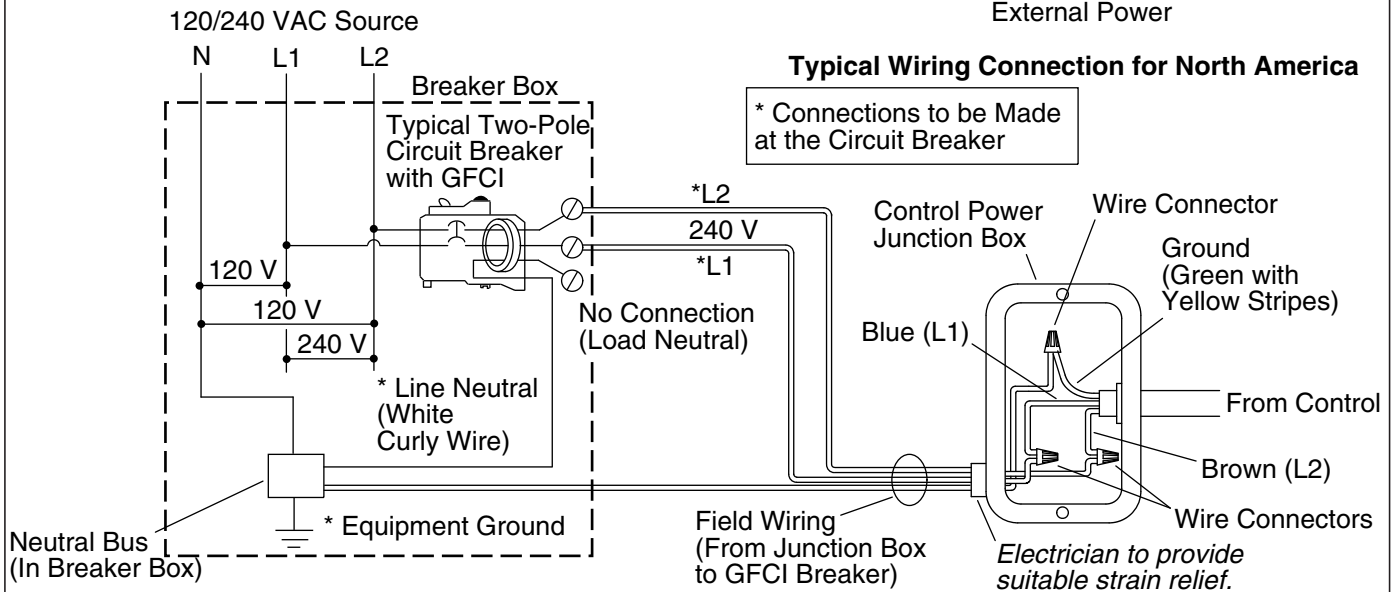 External Power
120/240 VAC Source
N
L1
L2
Typical Wiring Connection for North America
Breaker Box
* Connections to be Made
at the Circuit Breaker
Typical Two-Pole
Circuit Breaker
with GFCI
*L2
240 V
*L1
Control Power
Junction Box
Wire Connector
Ground
(Green with
Yellow Stripes)
120 V
120 V
240 V
No Connection
(Load Neutral)
Blue (L1)
* Line Neutral
(White
Curly Wire)
From Control
Brown (L2)
* Equipment Ground
Neutral Bus
(In Breaker Box)
Field Wiring
(From Junction Box
to GFCI Breaker)
Wire Connectors
Electrician to provide
suitable strain relief.